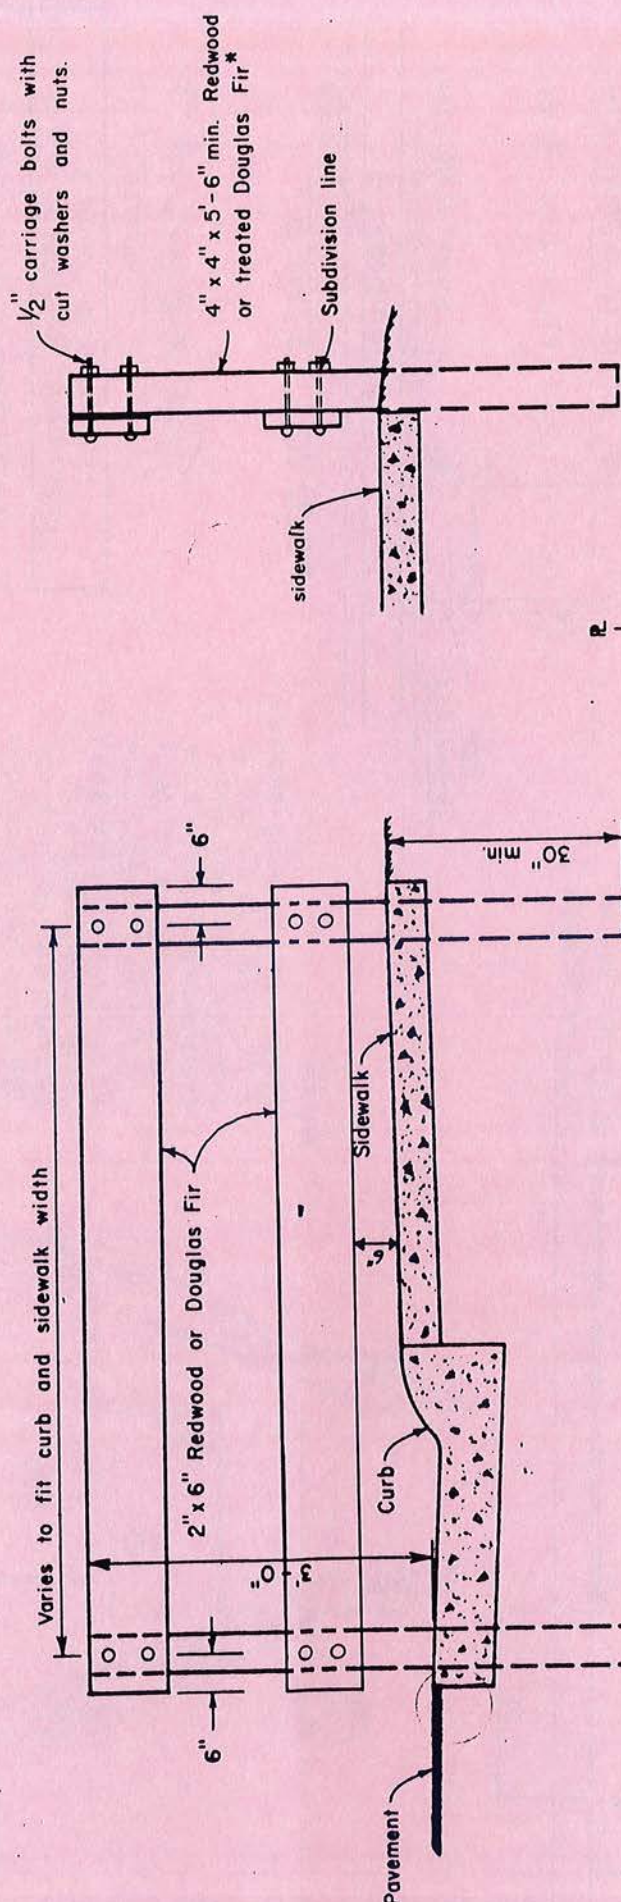 ½" carriage bolts with
cut washers and nuts.
4" x 4" x 5'-6" min. Redwood
or treated Douglas Fir*
Subdivision line
sidewalk
Varies to fit curb and sidewalk width
6"
6"
2"x 6" Redwood or Douglas Fir
3'-0"
6"
Sidewalk
Curb
30" min.
Pavement
PL